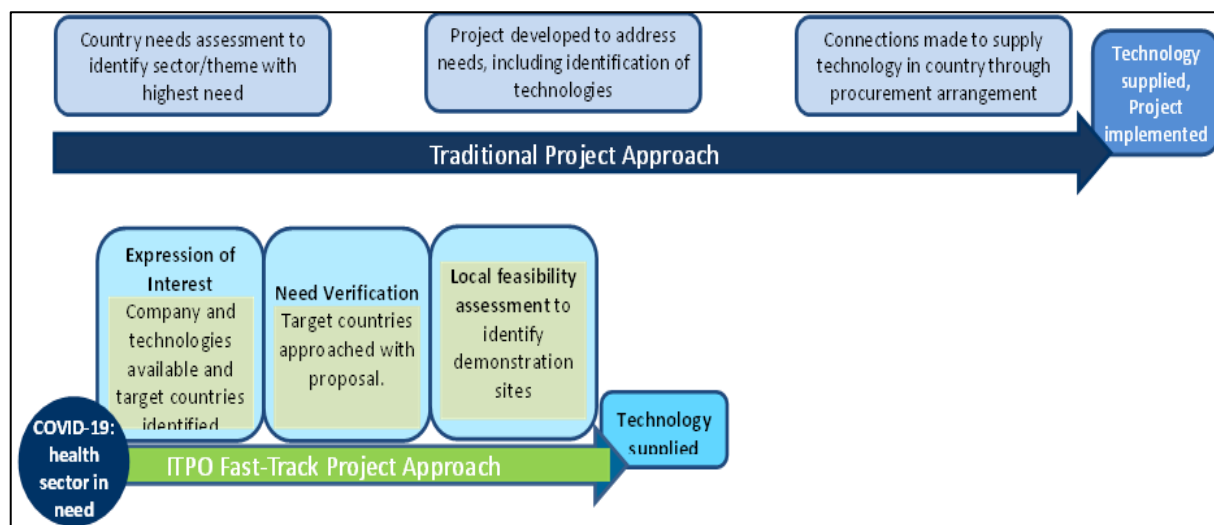 Country needs assessment to
identify sector/theme with
highest need
Project developed to address
needs, including identification of
technologies
Connections made to supply
technology in country through
procurement arrangement
Technology
supplied,
Project
implemented
Traditional Project Approach
Expression of
Interest
Company and
technologies
available and
target countries
identified
Need Verification
Target countries
approached with
proposal.
Local feasibility
assessment to
identify
demonstration
sites
Technology
supplied
COVID-19:
health
sector in
need
ITPO Fast-Track Project Approach